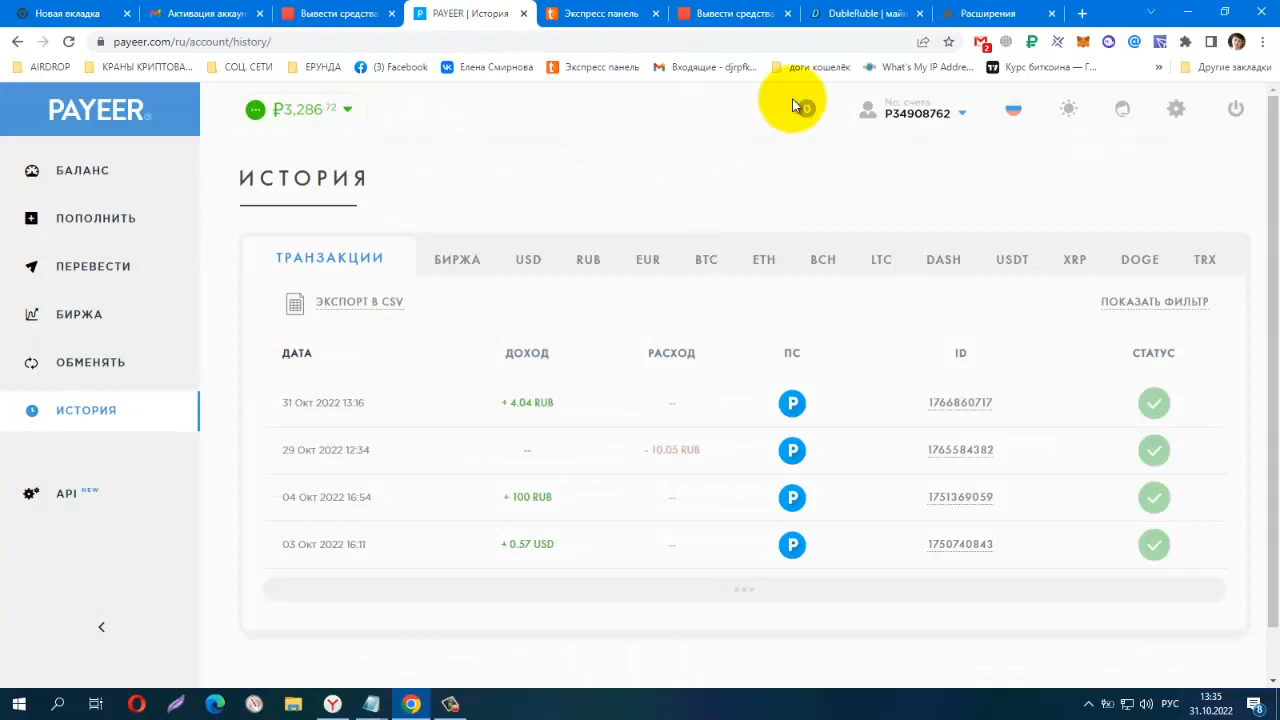 Новая вкладка
Активация аккаун
Вывести средства
PAYEER | История
Экспресс панель
Вывести средства
DubleRuble | майн
Расширения
payeer.com/ru/account/history/
2
AIRDROP
КРАНЫ КРИПТОВА...
СОЦ. СЕТИ
ЕРУНДА
(3) Facebook
Елена Смирнова
Экспресс панель
Входящие – djrpfk...
доги кошелёк
What's My IP Addre...
Курс биткоина — Г...
»
Другие закладки
PAYEER
₽3,286.72
0
No. счета
P34908762
БАЛАНС
ПОПОЛНИТЬ
ПЕРЕВЕСТИ
БИРЖА
ОБМЕНЯТЬ
ИСТОРИЯ
API NEW
ИСТОРИЯ
ТРАНЗАКЦИИ БИРЖА USD RUB EUR BTC ETH BCH LTC DASH USDT XRP DOGE TRX
ЭКСПОРТ В CSV
ПОКАЗАТЬ ФИЛЬТР
ДАТА ДОХОД РАСХОД ПС ID СТАТУС
31 Окт 2022 13:16 + 4.04 RUB -- P 1766860717
29 Окт 2022 12:34 -- - 10.05 RUB P 1765584382
04 Окт 2022 16:54 + 100 RUB -- P 1751369059
03 Окт 2022 16:11 + 0.57 USD -- P 1750740843
РУС
13:35
31.10.2022
8